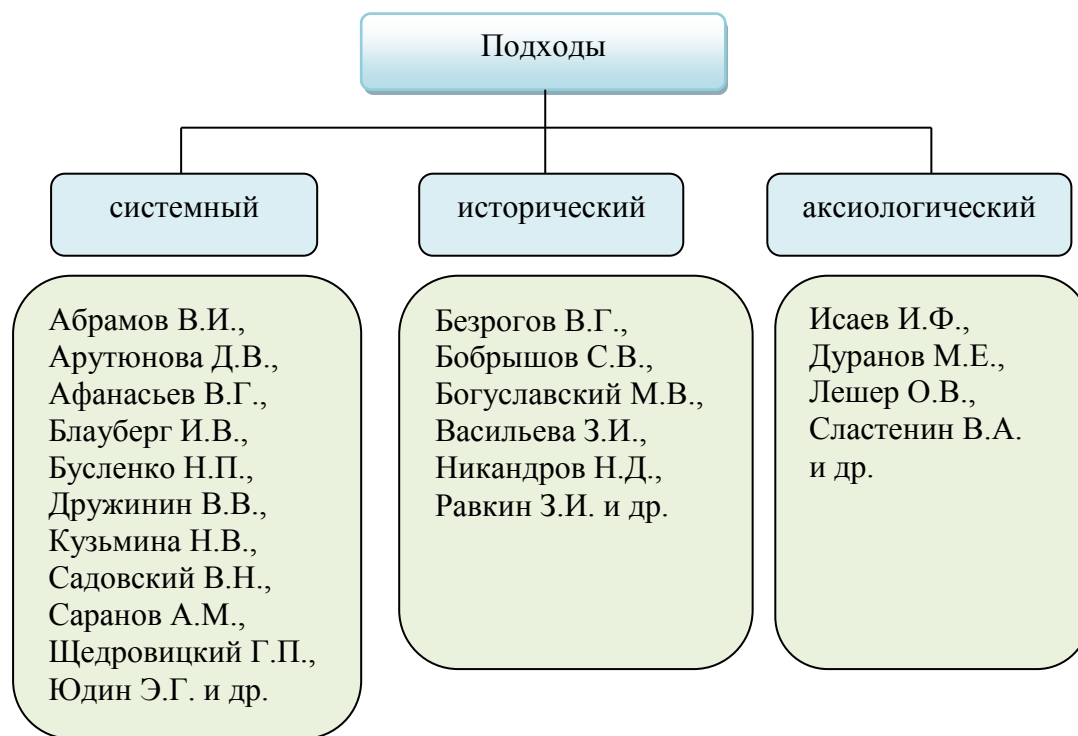 Подходы
системный
исторический
аксиологический
Абрамов В.И.,
Арутюнова Д.В.,
Афанасьев В.Г.,
Блауберг И.В.,
Бусленко Н.П.,
Дружинин В.В.,
Кузьмина Н.В.,
Садовский В.Н.,
Саранов А.М.,
Щедровицкий Г.П.,
Юдин Э.Г. и др.
Безрогов В.Г.,
Бобрышов С.В.,
Богуславский М.В.,
Васильева З.И.,
Никандров Н.Д.,
Равкин З.И. и др.
Исаев И.Ф.,
Дуранов М.Е.,
Лешер О.В.,
Сластенин В.А.
и др.